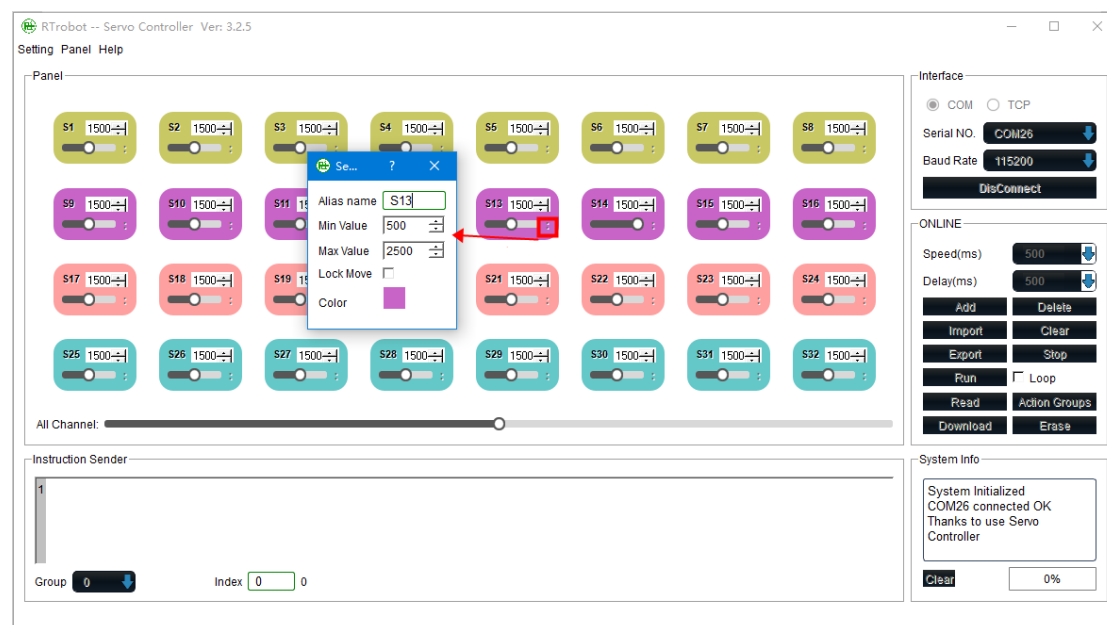 RTrobot -- Servo Controller Ver: 3.2.5
Setting Panel Help
Panel
S1 1500 S2 1500 S3 1500 S4 1500 S5 1500 S6 1500 S7 1500 S8 1500
S9 1500 S10 1500 S11 15 S13 1500 S14 1500 S15 1500 S16 1500
S17 1500 S18 1500 S19 15 S21 1500 S22 1500 S23 1500 S24 1500
S25 1500 S26 1500 S27 1500 S28 1500 S29 1500 S30 1500 S31 1500 S32 1500
All Channel:
Se... ?
Alias name S13
Min Value 500
Max Value 2500
Lock Move
Color
Interface
COM TCP
Serial NO. COM26
Baud Rate 115200
DisConnect
ONLINE
Speed(ms) 500
Delay(ms) 500
Add Delete
Import Clear
Export Stop
Run Loop
Read Action Groups
Download Erase
Instruction Sender
1
Group 0 Index 0 0
System Info
System Initialized
COM26 connected OK
Thanks to use Servo
Controller
Clear 0%